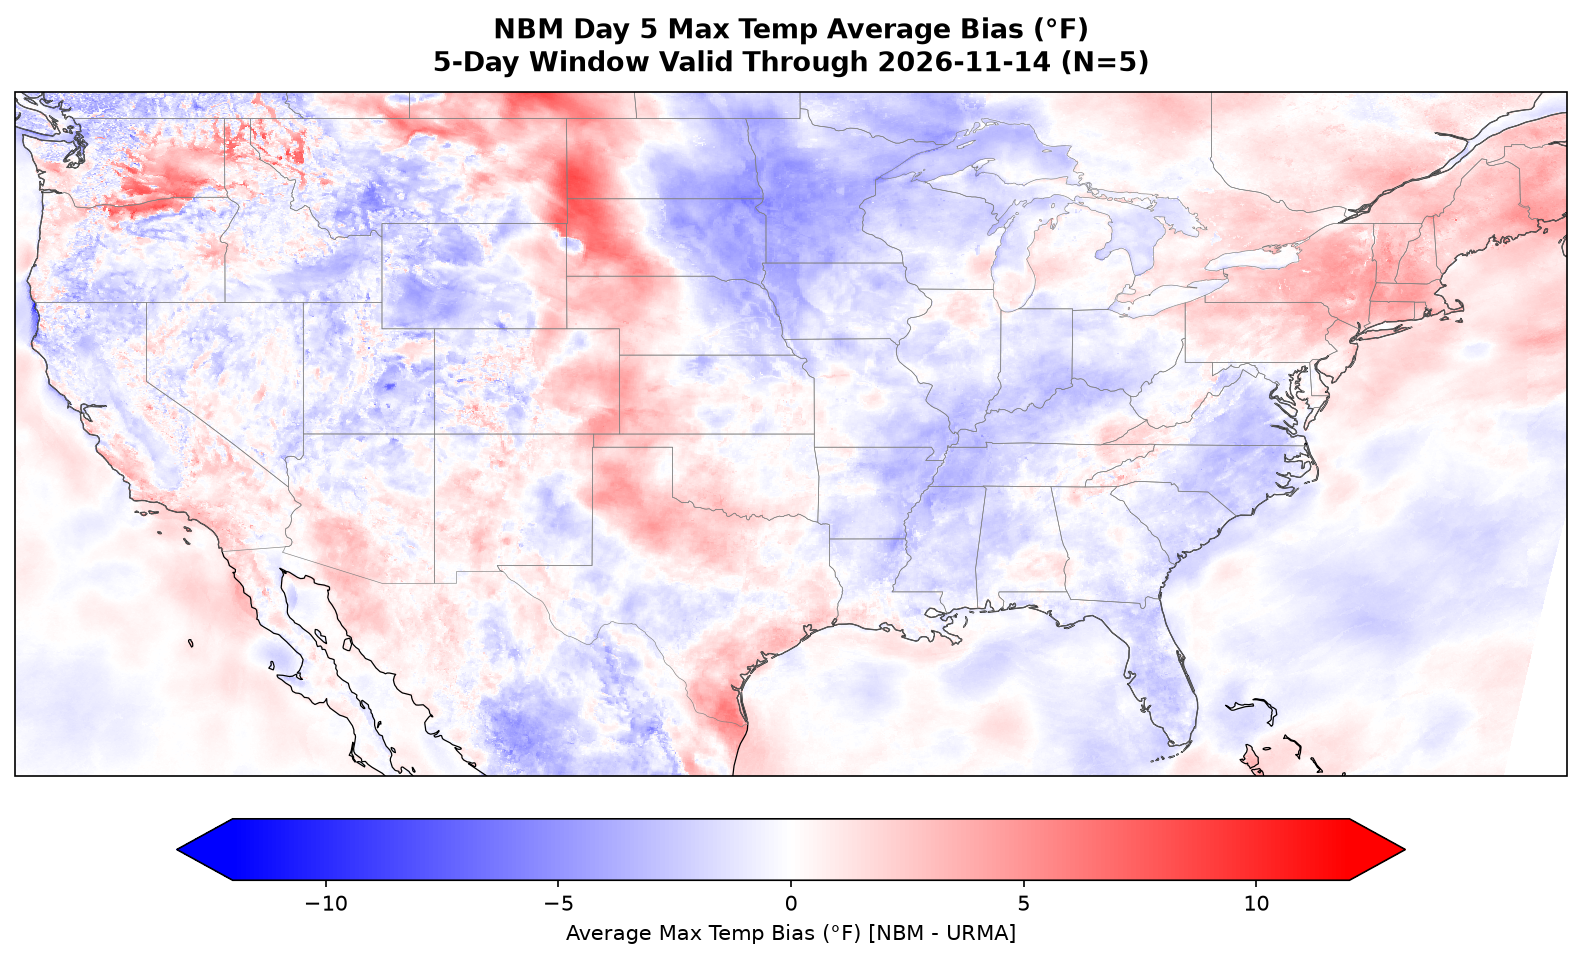 NBM Day 5 Max Temp Average Bias (°F)
5-Day Window Valid Through 2026-11-14 (N=5)
−10 −5 0 5 10
Average Max Temp Bias (°F) [NBM - URMA]